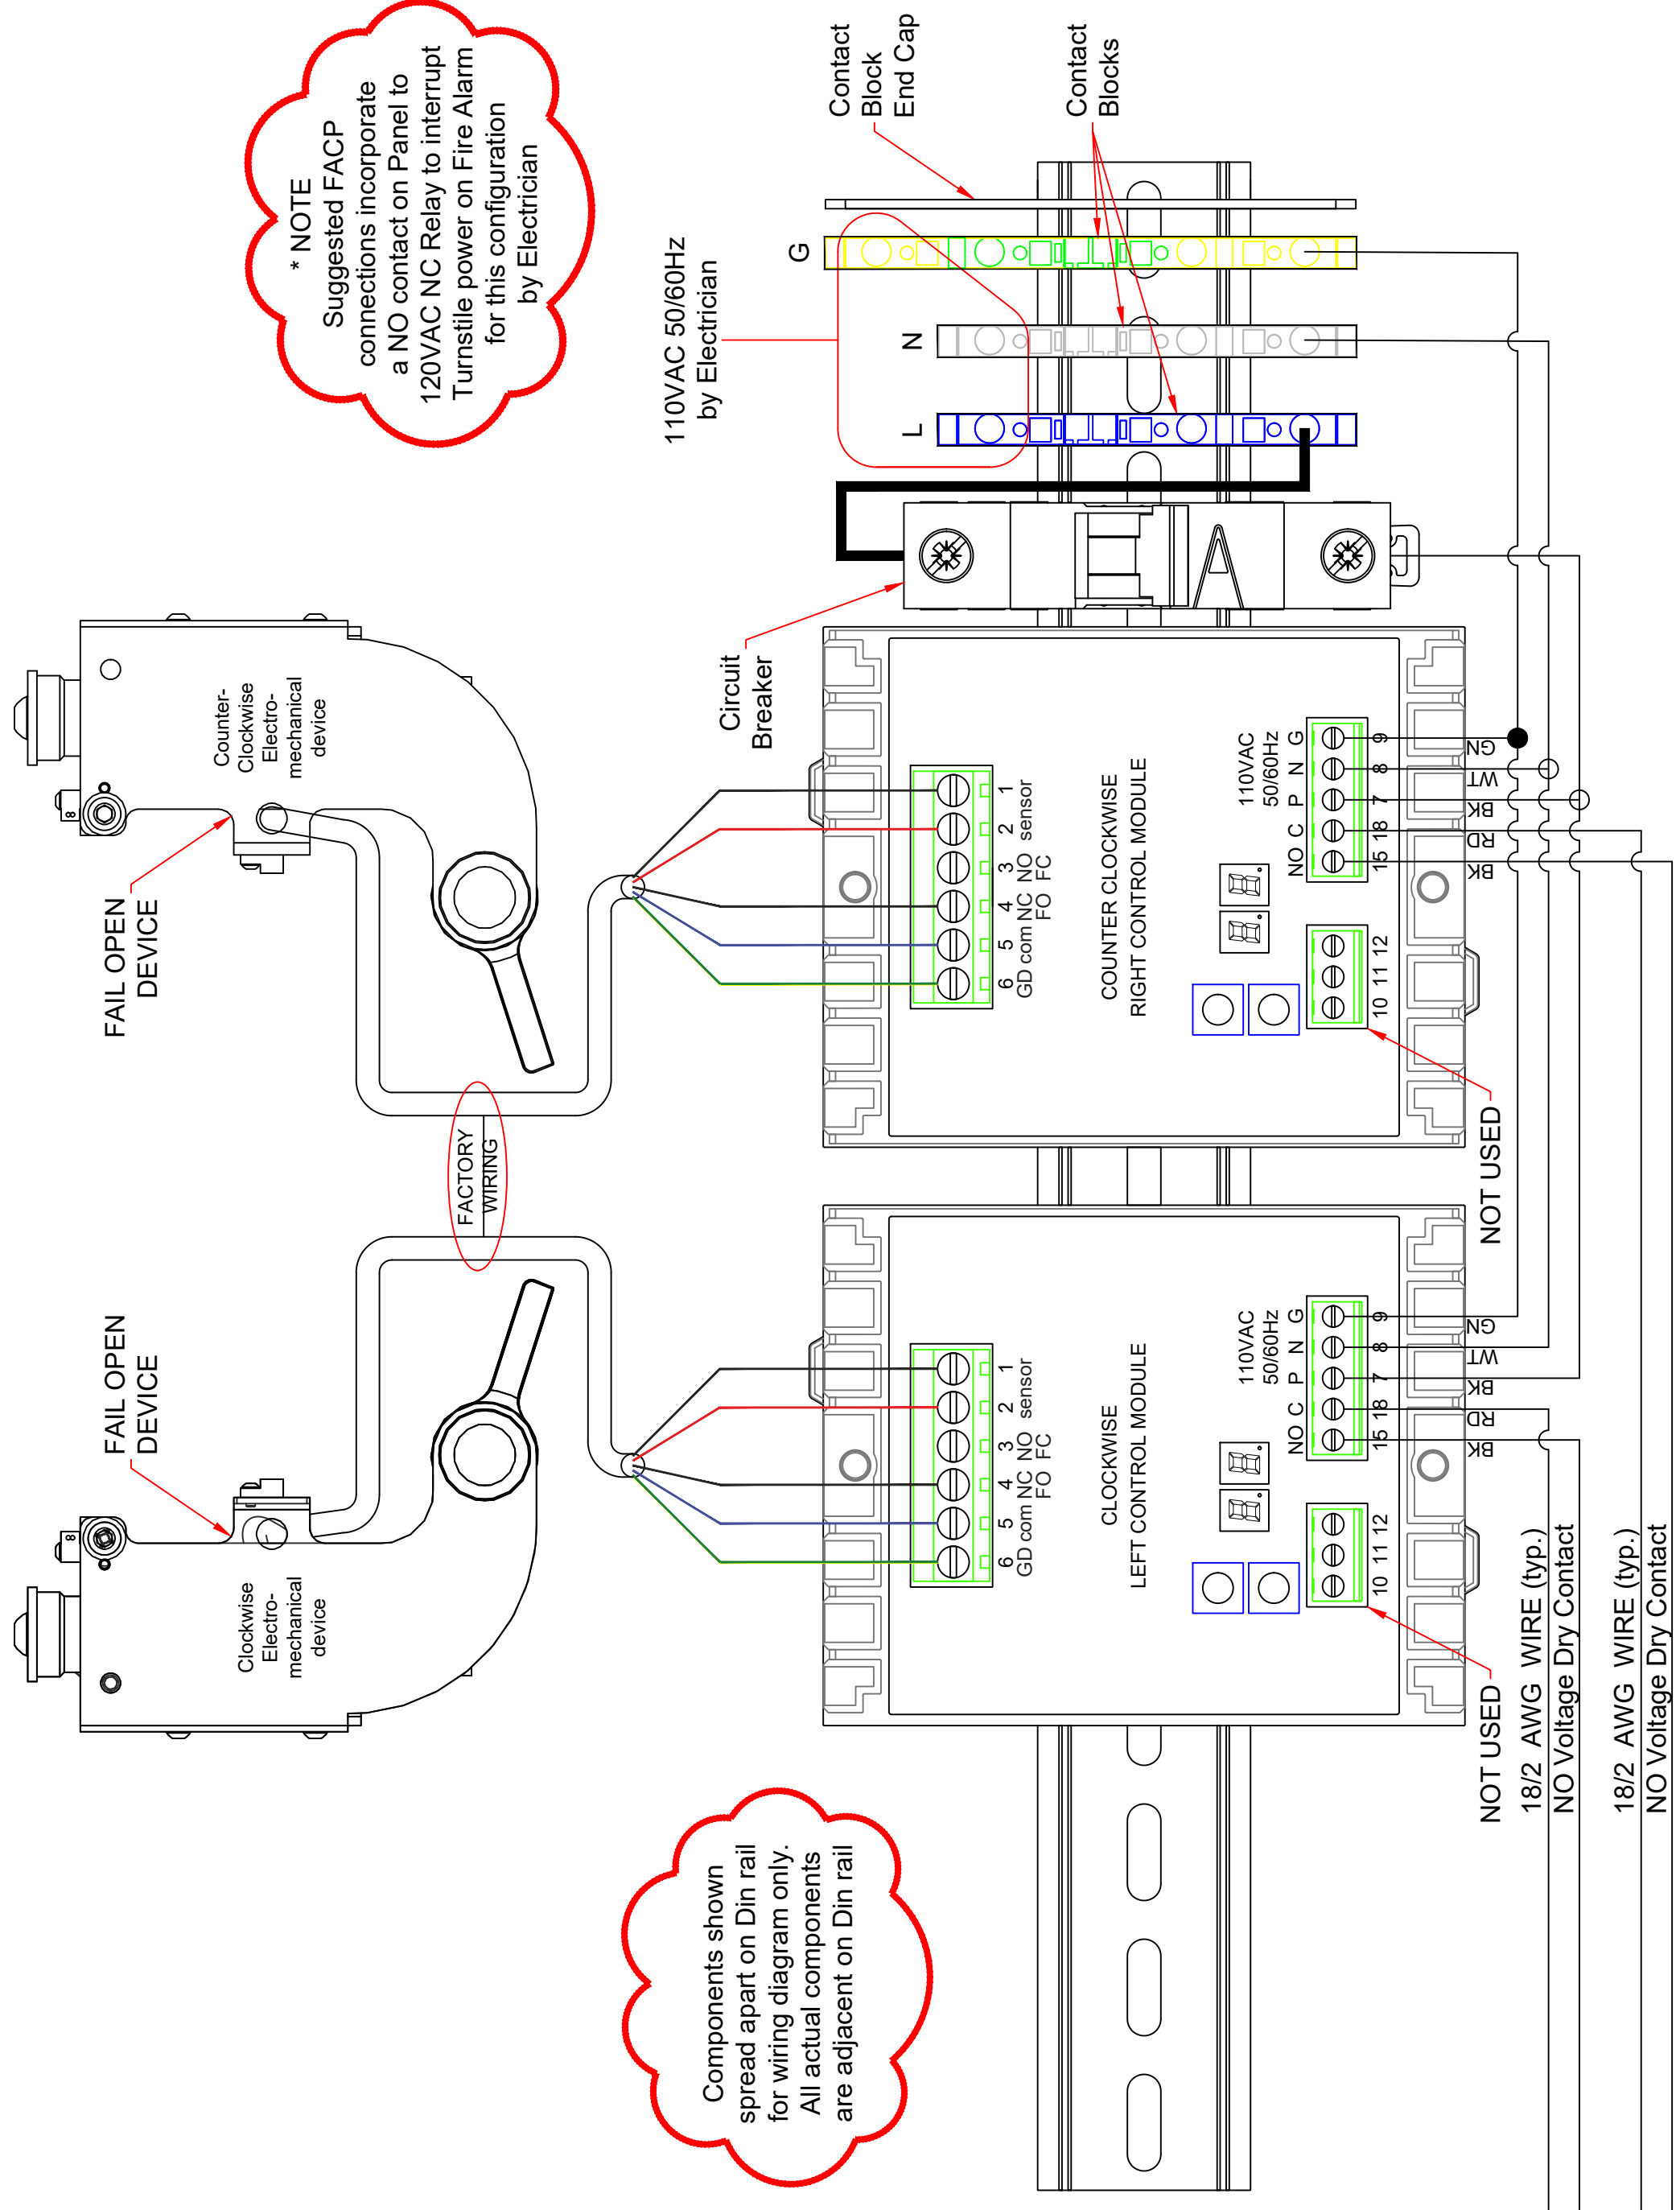 * NOTE
Suggested FACP
connections incorporate
a NO contact on Panel to
120VAC NC Relay to interrupt
Turnstile power on Fire Alarm
for this configuration
by Electrician
FAIL OPEN
DEVICE
FAIL OPEN
DEVICE
8
8
Clockwise
Electro-
mechanical
device
Counter-
Clockwise
Electro-
mechanical
device
FACTORY
WIRING
110VAC 50/60Hz
by Electrician
Components shown
spread apart on Din rail
for wiring diagram only.
All actual components
are adjacent on Din rail
Circuit
Breaker
L
N
G
Contact
Block
End Cap
Contact
Blocks
6 5 4 3 2 1
GD com NC NO sensor
FO FC
CLOCKWISE
LEFT CONTROL MODULE
110VAC
50/60Hz
NO C P N G
10 11 12
15 18 7 8 9
BK RD BK WT GN
6 5 4 3 2 1
GD com NC NO sensor
FO FC
COUNTER CLOCKWISE
RIGHT CONTROL MODULE
110VAC
50/60Hz
NO C P N G
10 11 12
15 18 7 8 9
BK RD BK WT GN
NOT USED
NOT USED
18/2 AWG WIRE (typ.)
NO Voltage Dry Contact
18/2 AWG WIRE (typ.)
NO Voltage Dry Contact